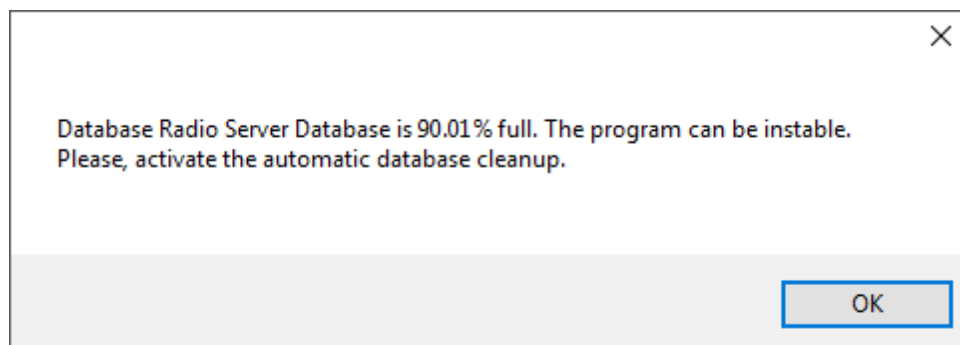 Database Radio Server Database is 90.01% full. The program can be instable.
Please, activate the automatic database cleanup.
OK